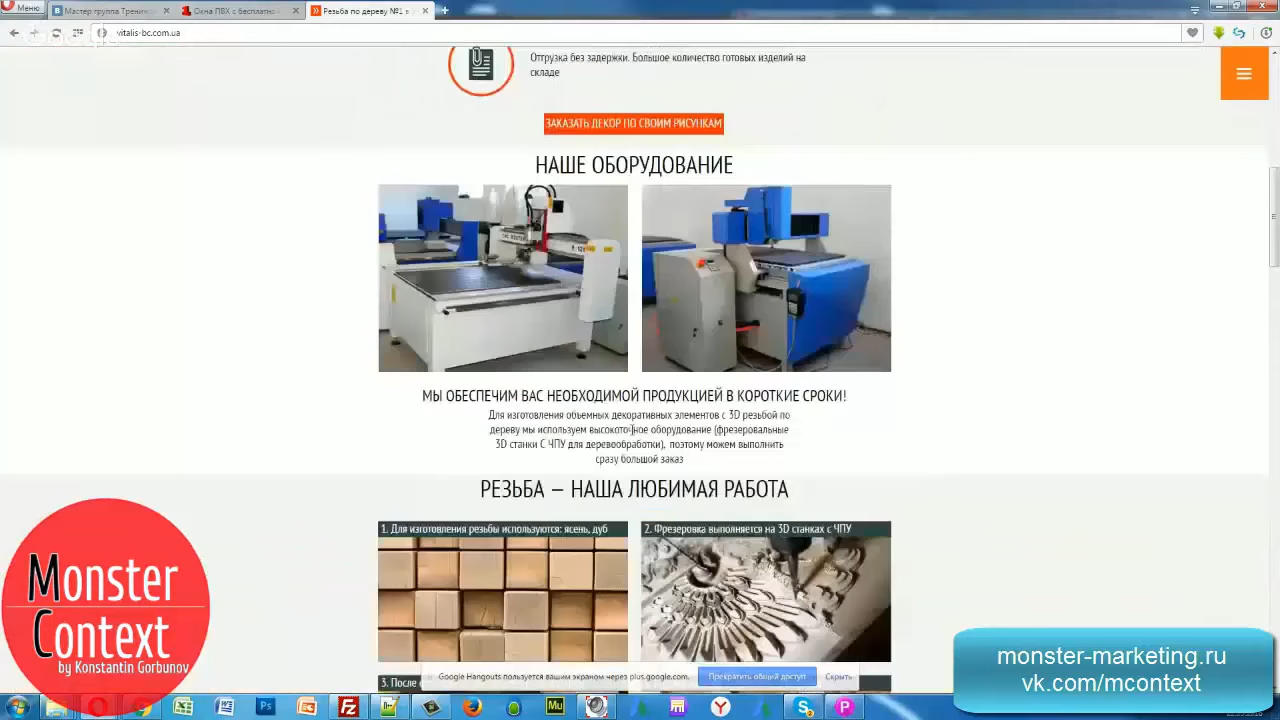 Меню
Мастер группа Тренинг
Окна ПВХ с бесплатно
Резьба по дереву №1 в
vitalis-bc.com.ua
Отгрузка без задержки. Большое количество готовых изделий на
складе
ЗАКАЗАТЬ ДЕКОР ПО СВОИМ РИСУНКАМ
НАШЕ ОБОРУДОВАНИЕ
МЫ ОБЕСПЕЧИМ ВАС НЕОБХОДИМОЙ ПРОДУКЦИЕЙ В КОРОТКИЕ СРОКИ!
Для изготовления объемных декоративных элементов с 3D резьбой по
дереву мы используем высокоточное оборудование (фрезеровальные
3D станки С ЧПУ для деревообработки), поэтому можем выполнить
сразу большой заказ
РЕЗЬБА — НАША ЛЮБИМАЯ РАБОТА
1. Для изготовления резьбы используются: ясень, дуб
2. Фрезеровка выполняется на 3D станках с ЧПУ
3. После
Google Hangouts пользуется вашим экраном через plus.google.com.
Прекратить общий доступ
Скрыть
Monster
Context
by Konstantin Gorbunov
monster-marketing.ru
vk.com/mcontext